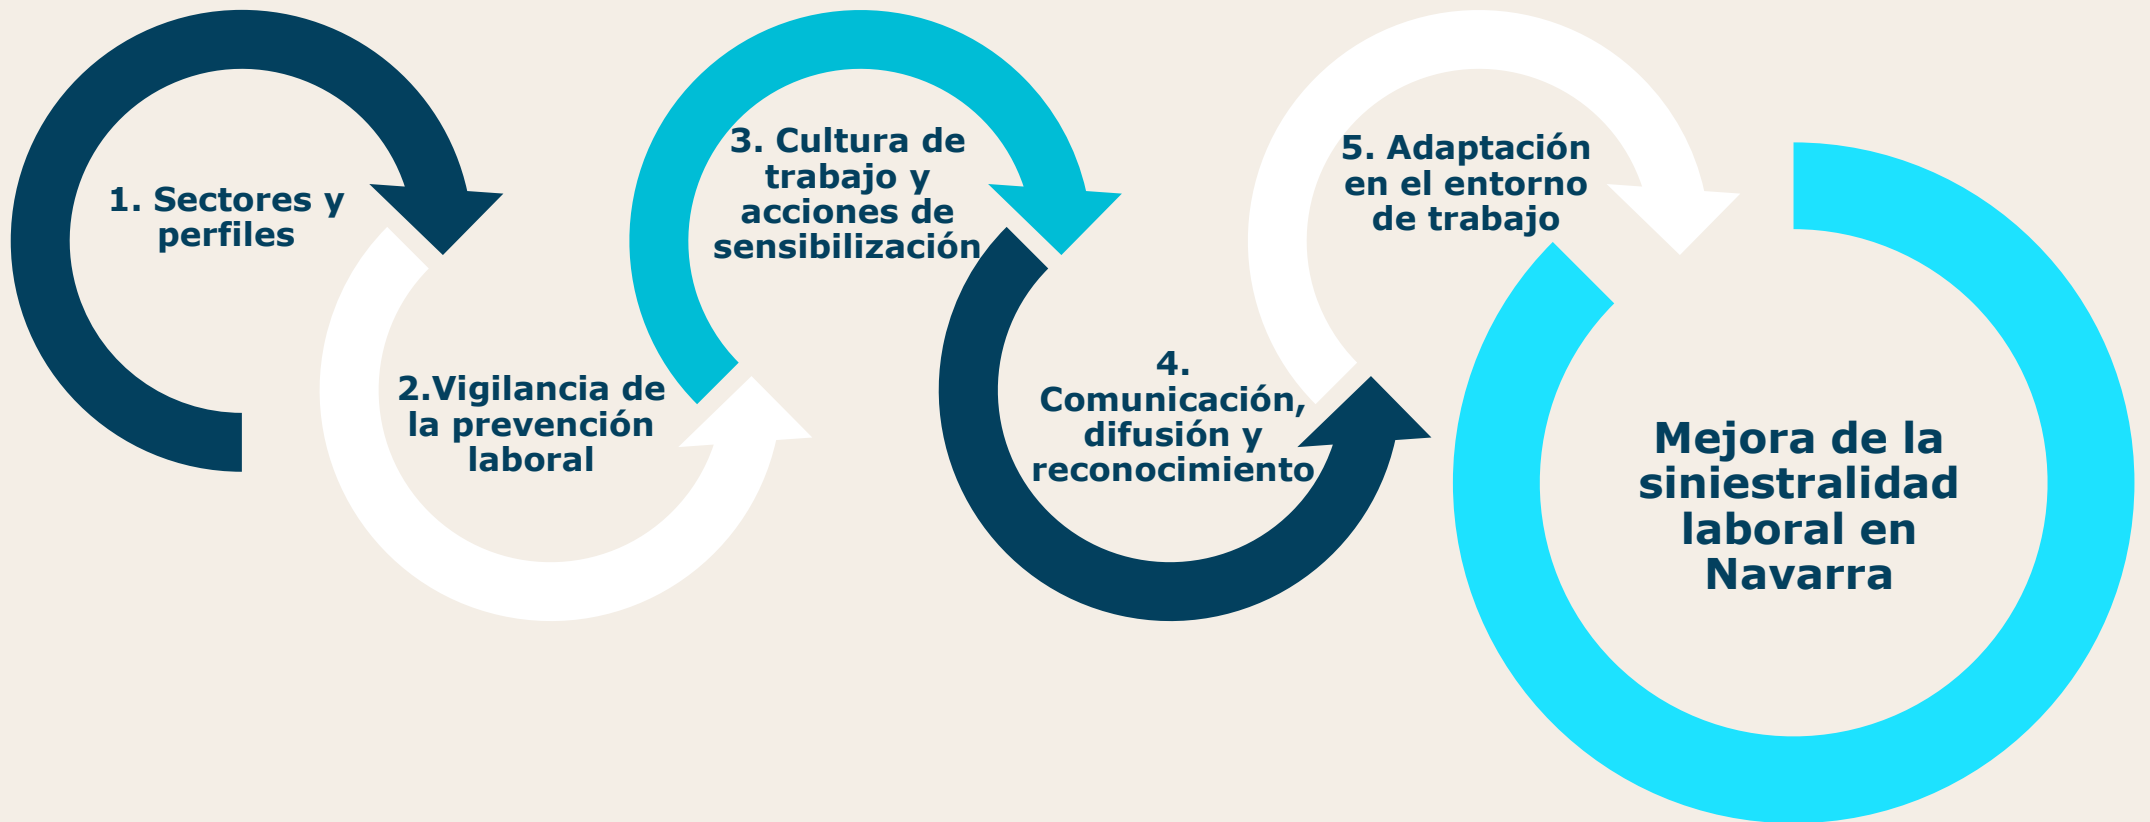 1. Sectores y
perfiles
2.Vigilancia de
la prevención
laboral
3. Cultura de
trabajo y
acciones de
sensibilización
4.
Comunicación,
difusión y
reconocimiento
5. Adaptación
en el entorno
de trabajo
Mejora de la
siniestralidad
laboral en
Navarra